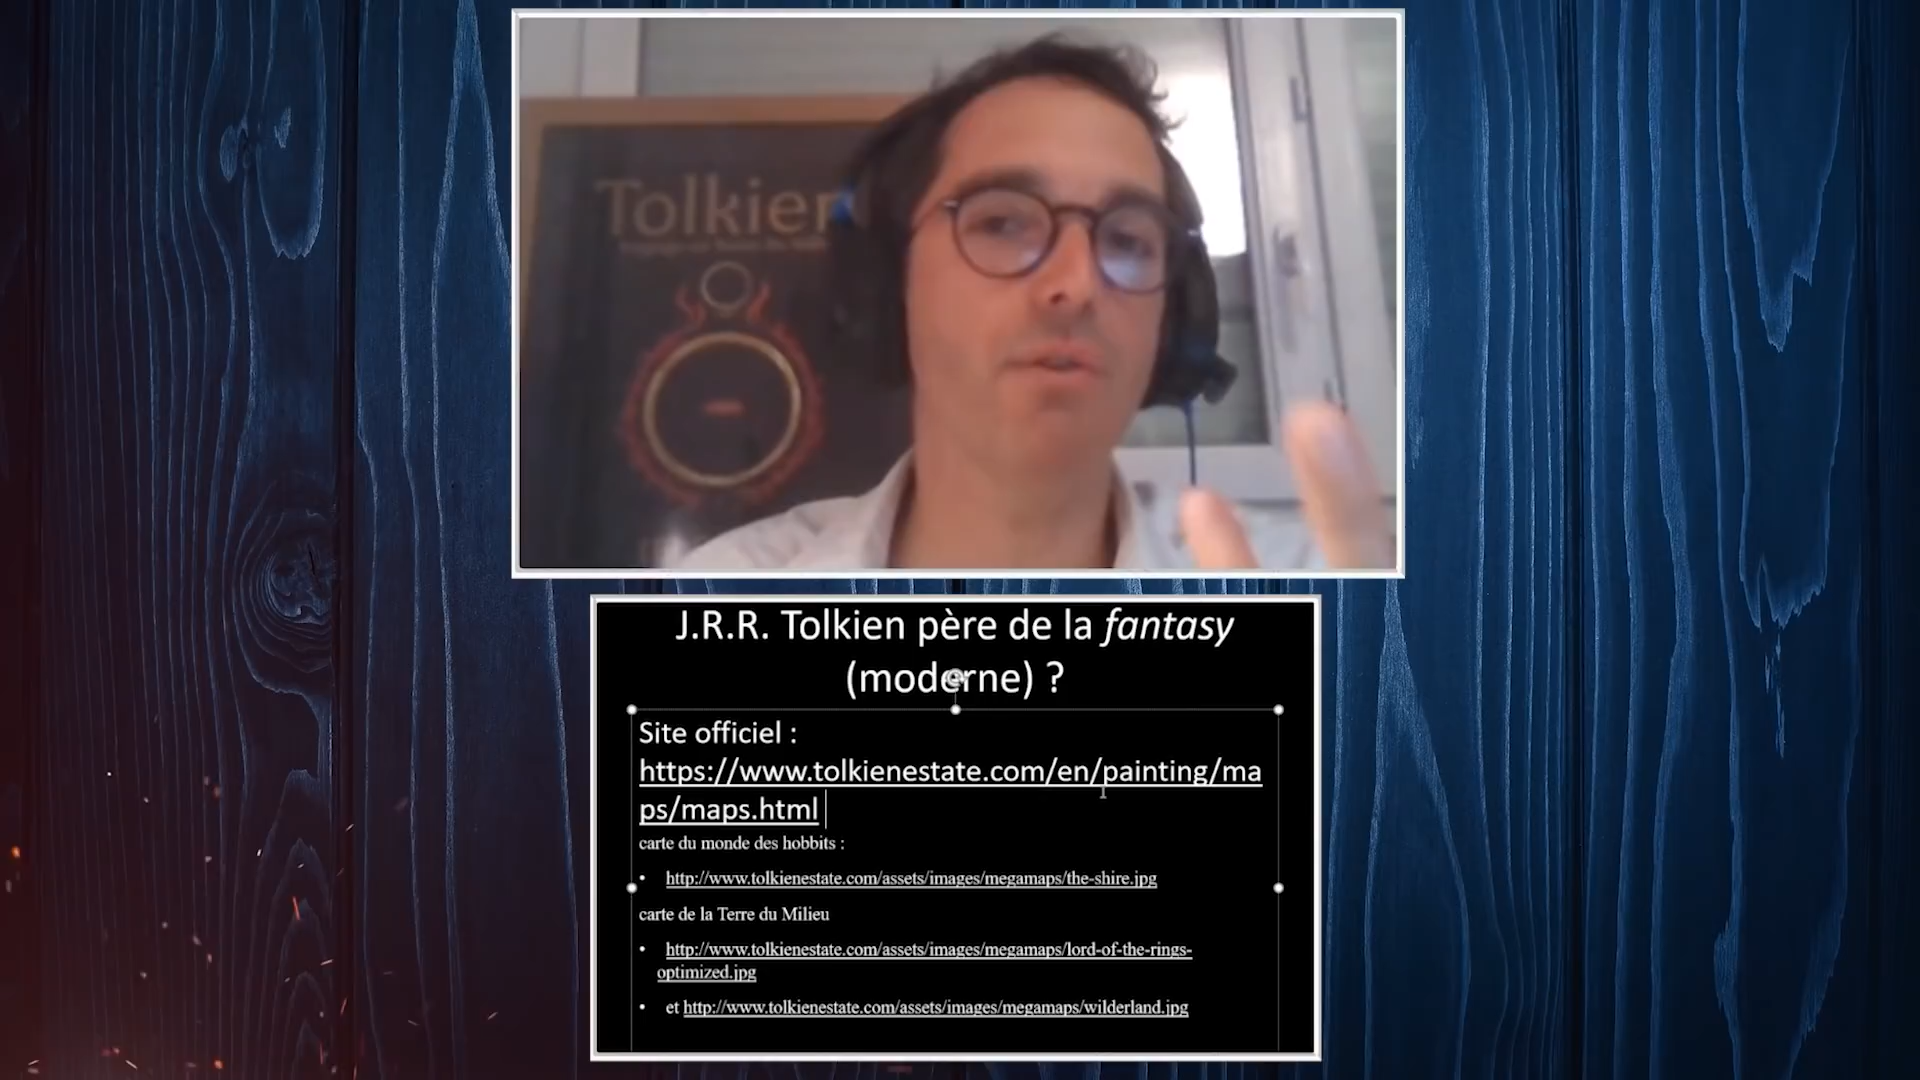 Tolkien
J.R.R. Tolkien père de la fantasy
(moderne) ?
Site officiel :
https://www.tolkienestate.com/en/painting/ma
ps/maps.html
carte du monde des hobbits :
• http://www.tolkienestate.com/assets/images/megamaps/the-shire.jpg
carte de la Terre du Milieu
• http://www.tolkienestate.com/assets/images/megamaps/lord-of-the-rings-
optimized.jpg
• et http://www.tolkienestate.com/assets/images/megamaps/wilderland.jpg